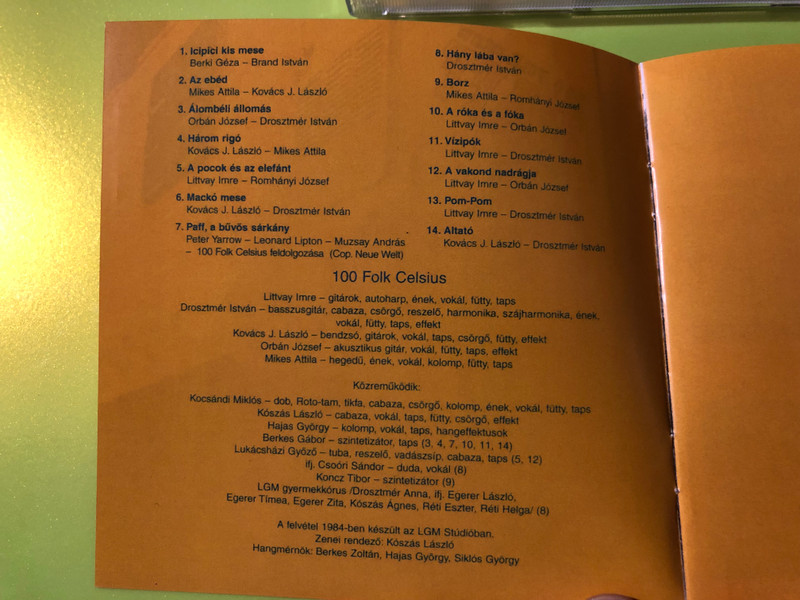 1. Icipici kis mese
Berki Géza – Brand István
2. Az ebéd
Mikes Attila – Kovács J. László
3. Álombéli állomás
Orbán József – Drosztmér István
4. Három rigó
Kovács J. László – Mikes Attila
5. A pocok és az elefánt
Littvay Imre – Romhányi József
6. Mackó mese
Kovács J. László – Drosztmér István
7. Paff, a bűvös sárkány
Peter Yarrow – Leonard Lipton – Muzsay András
– 100 Folk Celsius feldolgozása (Cop. Neue Welt)
8. Hány lába van?
Drosztmér István
9. Borz
Mikes Attila – Romhányi József
10. A róka és a fóka
Littvay Imre – Orbán József
11. Vízipók
Littvay Imre – Drosztmér István
12. A vakond nadrágja
Littvay Imre – Orbán József
13. Pom-Pom
Littvay Imre – Drosztmér István
14. Altató
Kovács J. László – Drosztmér István
100 Folk Celsius
Littvay Imre – gitárok, autoharp, ének, vokál, fütty, taps
Drosztmér István – basszusgitár, cabaza, csörgő, reszelő, harmonika, szájharmonika, ének,
vokál, fütty, taps, effekt
Kovács J. László – bendzsó, gitárok, vokál, taps, csörgő, fütty, effekt
Orbán József – akusztikus gitár, vokál, fütty, taps, effekt
Mikes Attila – hegedű, ének, vokál, kolomp, fütty, taps
Közreműködik:
Kocsándi Miklós – dob, Roto-tam, tikfa, cabaza, csörgő, kolomp, ének, vokál, fütty, taps
Kószás László – cabaza, vokál, taps, fütty, csörgő, effekt
Hajas György – kolomp, vokál, taps, hangeffektusok
Berkes Gábor – szintetizátor, taps (3, 4, 7, 10, 11, 14)
Lukácsházi Győző – tuba, reszelő, vadászsíp, cabaza, taps (5, 12)
ifj. Csoóri Sándor – duda, vokál (8)
Koncz Tibor – szintetizátor (9)
LGM gyermekkórus /Drosztmér Anna, ifj. Egerer László,
Egerer Tímea, Egerer Zita, Kószás Ágnes, Réti Eszter, Réti Helga/ (8)
A felvétel 1984-ben készült az LGM Stúdióban.
Zenei rendező: Kószás László
Hangmérnök: Berkes Zoltán, Hajas György, Siklós György